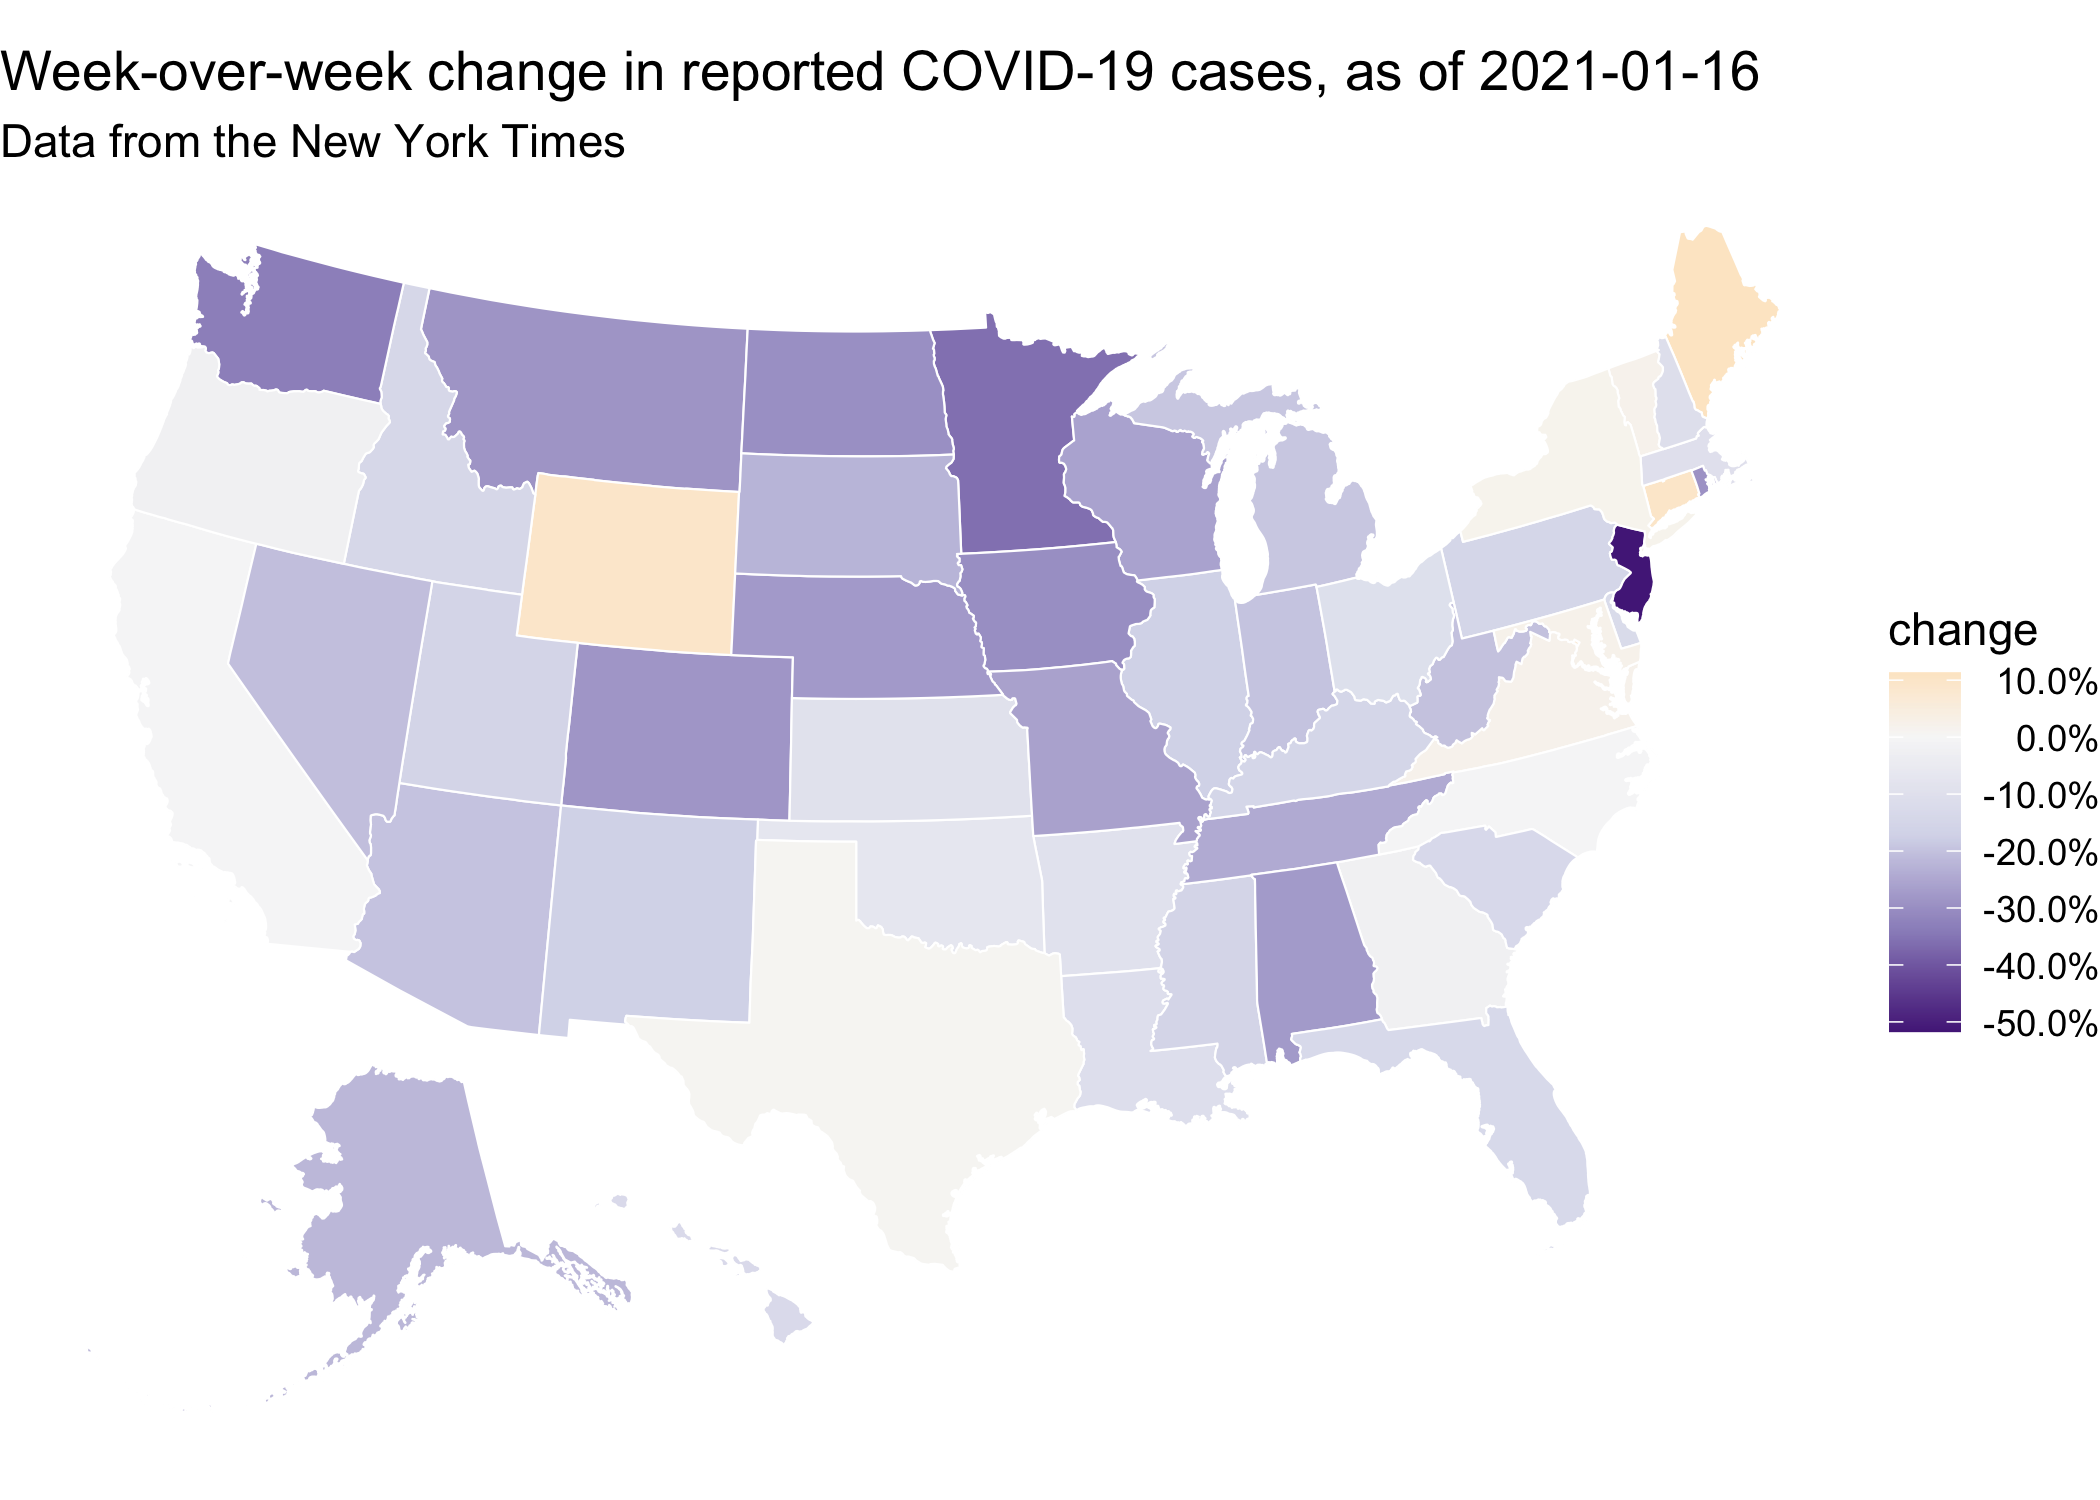 Week-over-week change in reported COVID-19 cases, as of 2021-01-16
Data from the New York Times
change
10.0%
0.0%
-10.0%
-20.0%
-30.0%
-40.0%
-50.0%